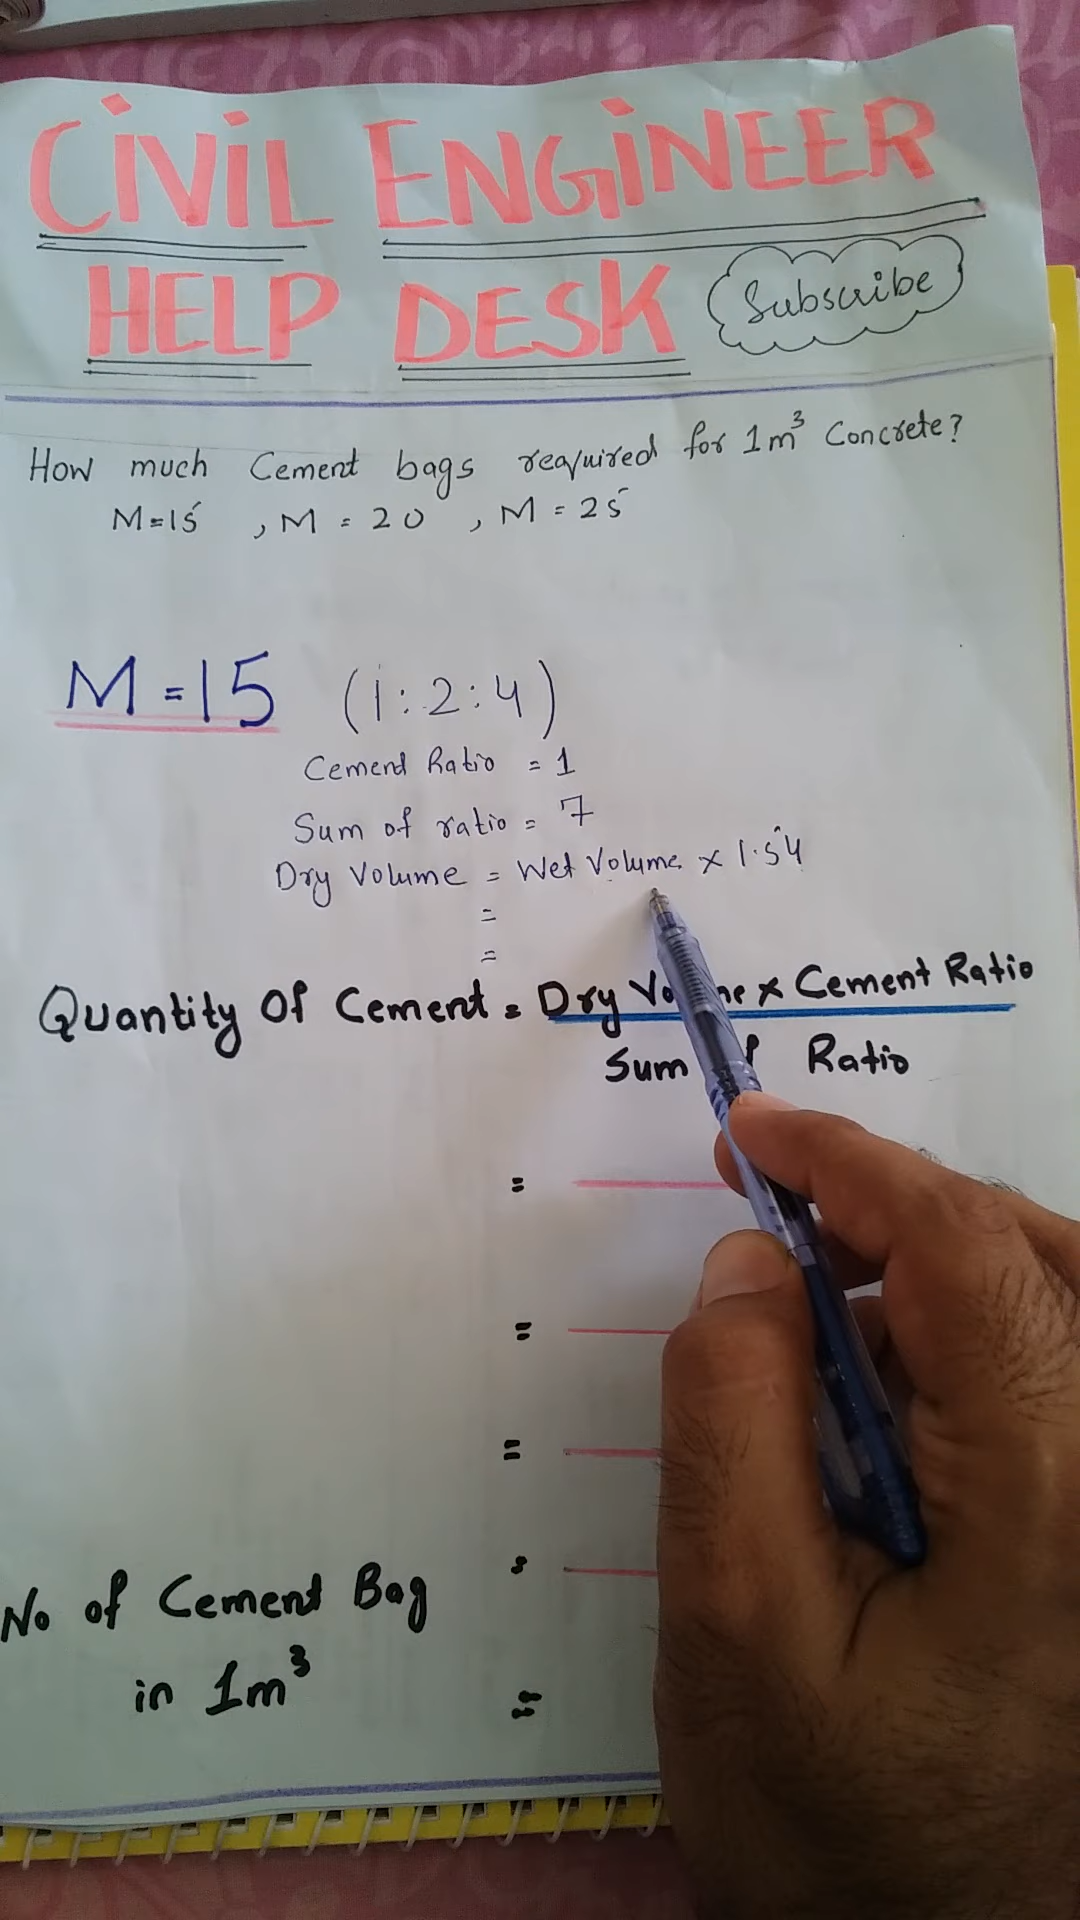 CiViL ENGiNEER
HELP DESK
Subscribe
How much Cement bags required for 1m³ Concrete?
M=15 , M = 20 , M = 25
M=15 (1:2:4)
Cement Ratio = 1
Sum of ratio = 7
Dry Volume = Wet Volume × 1.54
=
=
Quantity Of Cement = Dry Vo me × Cement Ratio
Sum f Ratio
=
=
=
=
No of Cement Bag
in 1m³ =